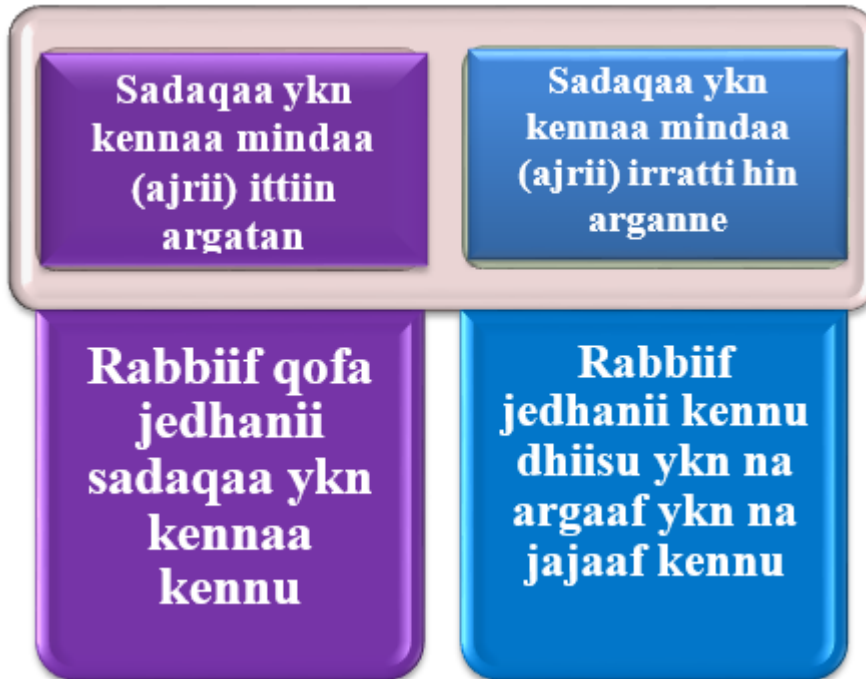 Sadaqaa ykn
kennaa mindaa
(ajrii) ittiin
argatan
Sadaqaa ykn
kennaa mindaa
(ajrii) irratti hin
arganne
Rabbiif qofa
jedhanii
sadaqaa ykn
kennaa
kennu
Rabbiif
jedhanii kennu
dhiisu ykn na
argaaf ykn na
jajaaf kennu